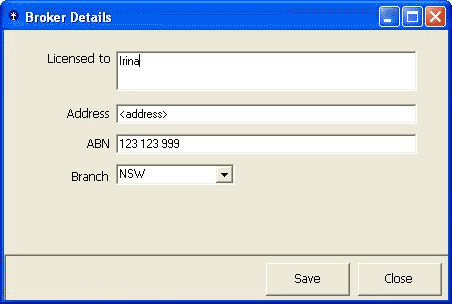 Broker Details
Licensed to Irina
Address <address>
ABN 123 123 999
Branch NSW
Save Close